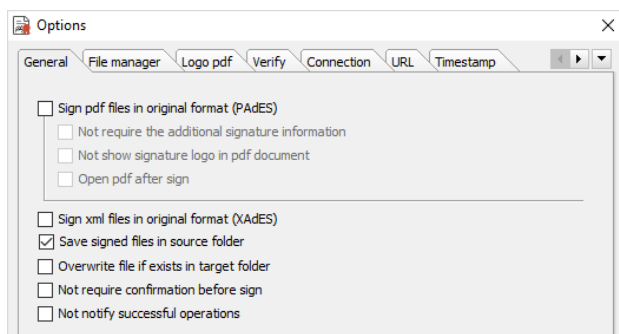 Options
General File manager Logo pdf Verify Connection URL Timestamp
Sign pdf files in original format (PAdES)
Not require the additional signature information
Not show signature logo in pdf document
Open pdf after sign
Sign xml files in original format (XAdES)
Save signed files in source folder
Overwrite file if exists in target folder
Not require confirmation before sign
Not notify successful operations